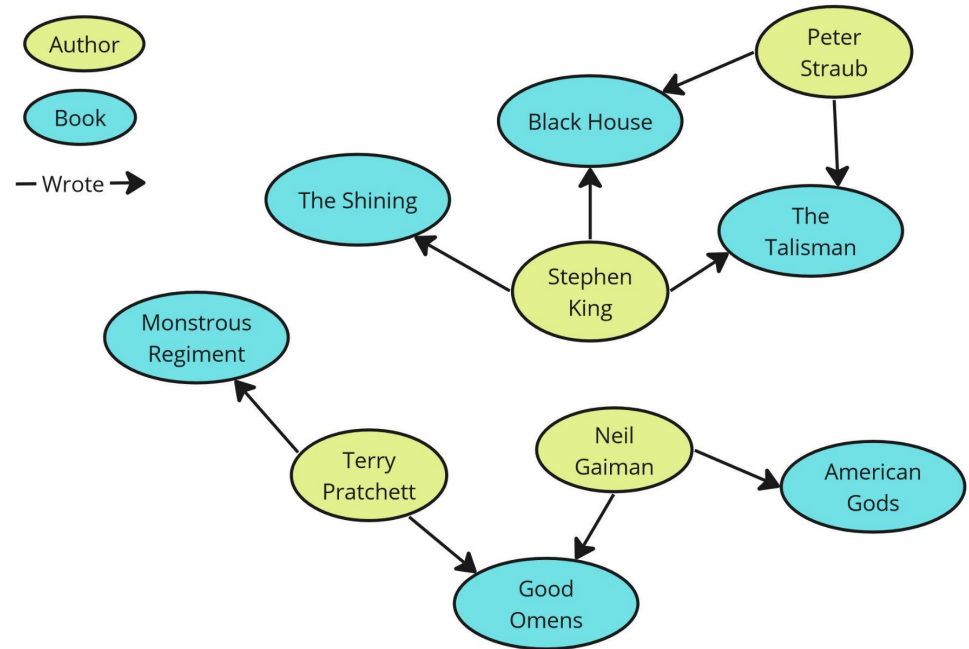 Author
Book
Wrote
Peter
Straub
Black House
The Shining
The
Talisman
Stephen
King
Monstrous
Regiment
Terry
Pratchett
Neil
Gaiman
American
Gods
Good
Omens